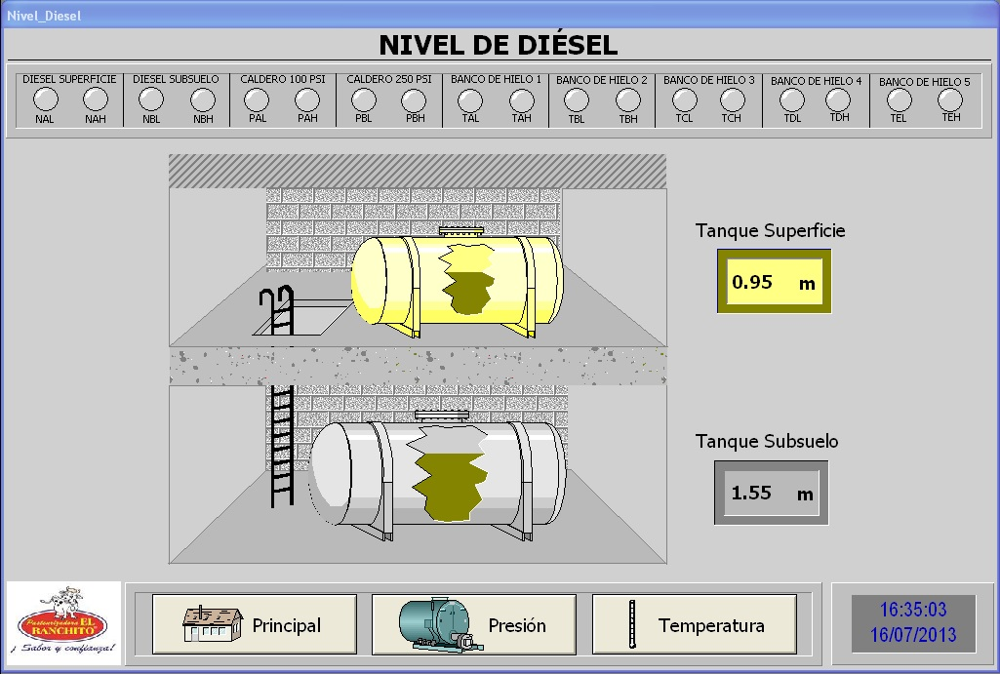 Nivel_Diesel
NIVEL DE DIÉSEL
DIESEL SUPERFICIE
NAL NAH
DIESEL SUBSUELO
NBL NBH
CALDERO 100 PSI
PAL PAH
CALDERO 250 PSI
PBL PBH
BANCO DE HIELO 1
TAL TAH
BANCO DE HIELO 2
TBL TBH
BANCO DE HIELO 3
TCL TCH
BANCO DE HIELO 4
TDL TDH
BANCO DE HIELO 5
TEL TEH
Tanque Superficie
0.95 m
Tanque Subsuelo
1.55 m
Pasteurizadora EL
RANCHITO
¡ Sabor y confianza!
Principal
Presión
Temperatura
16:35:03
16/07/2013